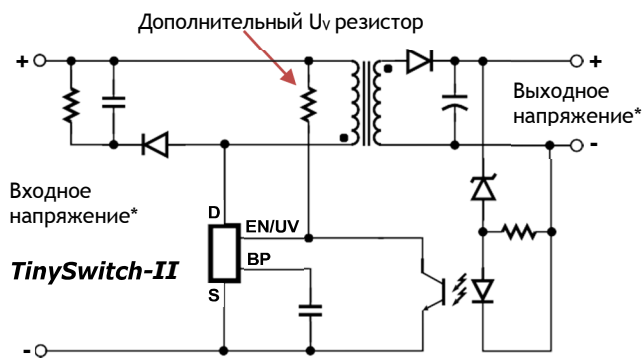 Дополнительный Uv резистор
+
+
Выходное
напряжение*
-
Входное
напряжение*
D
EN/UV
BP
TinySwitch-II
S
-